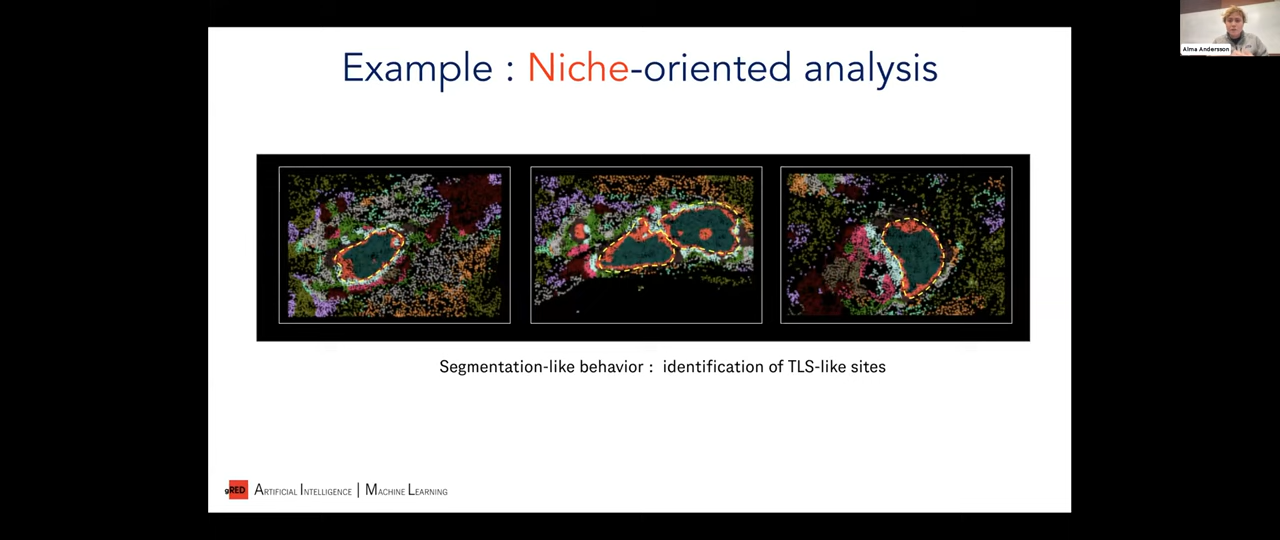 Example : Niche-oriented analysis
Alma Andersson
Segmentation-like behavior : identification of TLS-like sites
gRED Artificial Intelligence | Machine Learning